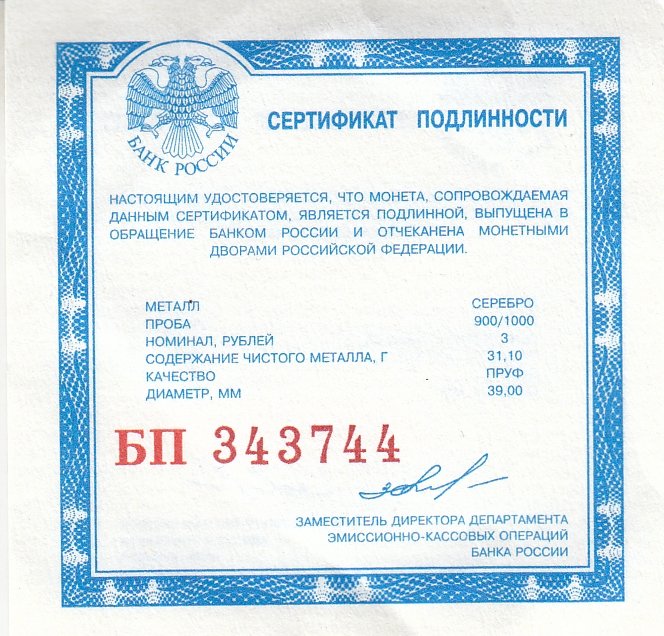 БАНК РОССИИ
СЕРТИФИКАТ ПОДЛИННОСТИ
НАСТОЯЩИМ УДОСТОВЕРЯЕТСЯ, ЧТО МОНЕТА, СОПРОВОЖДАЕМАЯ
ДАННЫМ СЕРТИФИКАТОМ, ЯВЛЯЕТСЯ ПОДЛИННОЙ, ВЫПУЩЕНА В
ОБРАЩЕНИЕ БАНКОМ РОССИИ И ОТЧЕКАНЕНА МОНЕТНЫМИ
ДВОРАМИ РОССИЙСКОЙ ФЕДЕРАЦИИ.
МЕТАЛЛ СЕРЕБРО
ПРОБА 900/1000
НОМИНАЛ, РУБЛЕЙ 3
СОДЕРЖАНИЕ ЧИСТОГО МЕТАЛЛА, Г 31,10
КАЧЕСТВО ПРУФ
ДИАМЕТР, ММ 39,00
БП 343744
ЗАМЕСТИТЕЛЬ ДИРЕКТОРА ДЕПАРТАМЕНТА
ЭМИССИОННО-КАССОВЫХ ОПЕРАЦИЙ
БАНКА РОССИИ